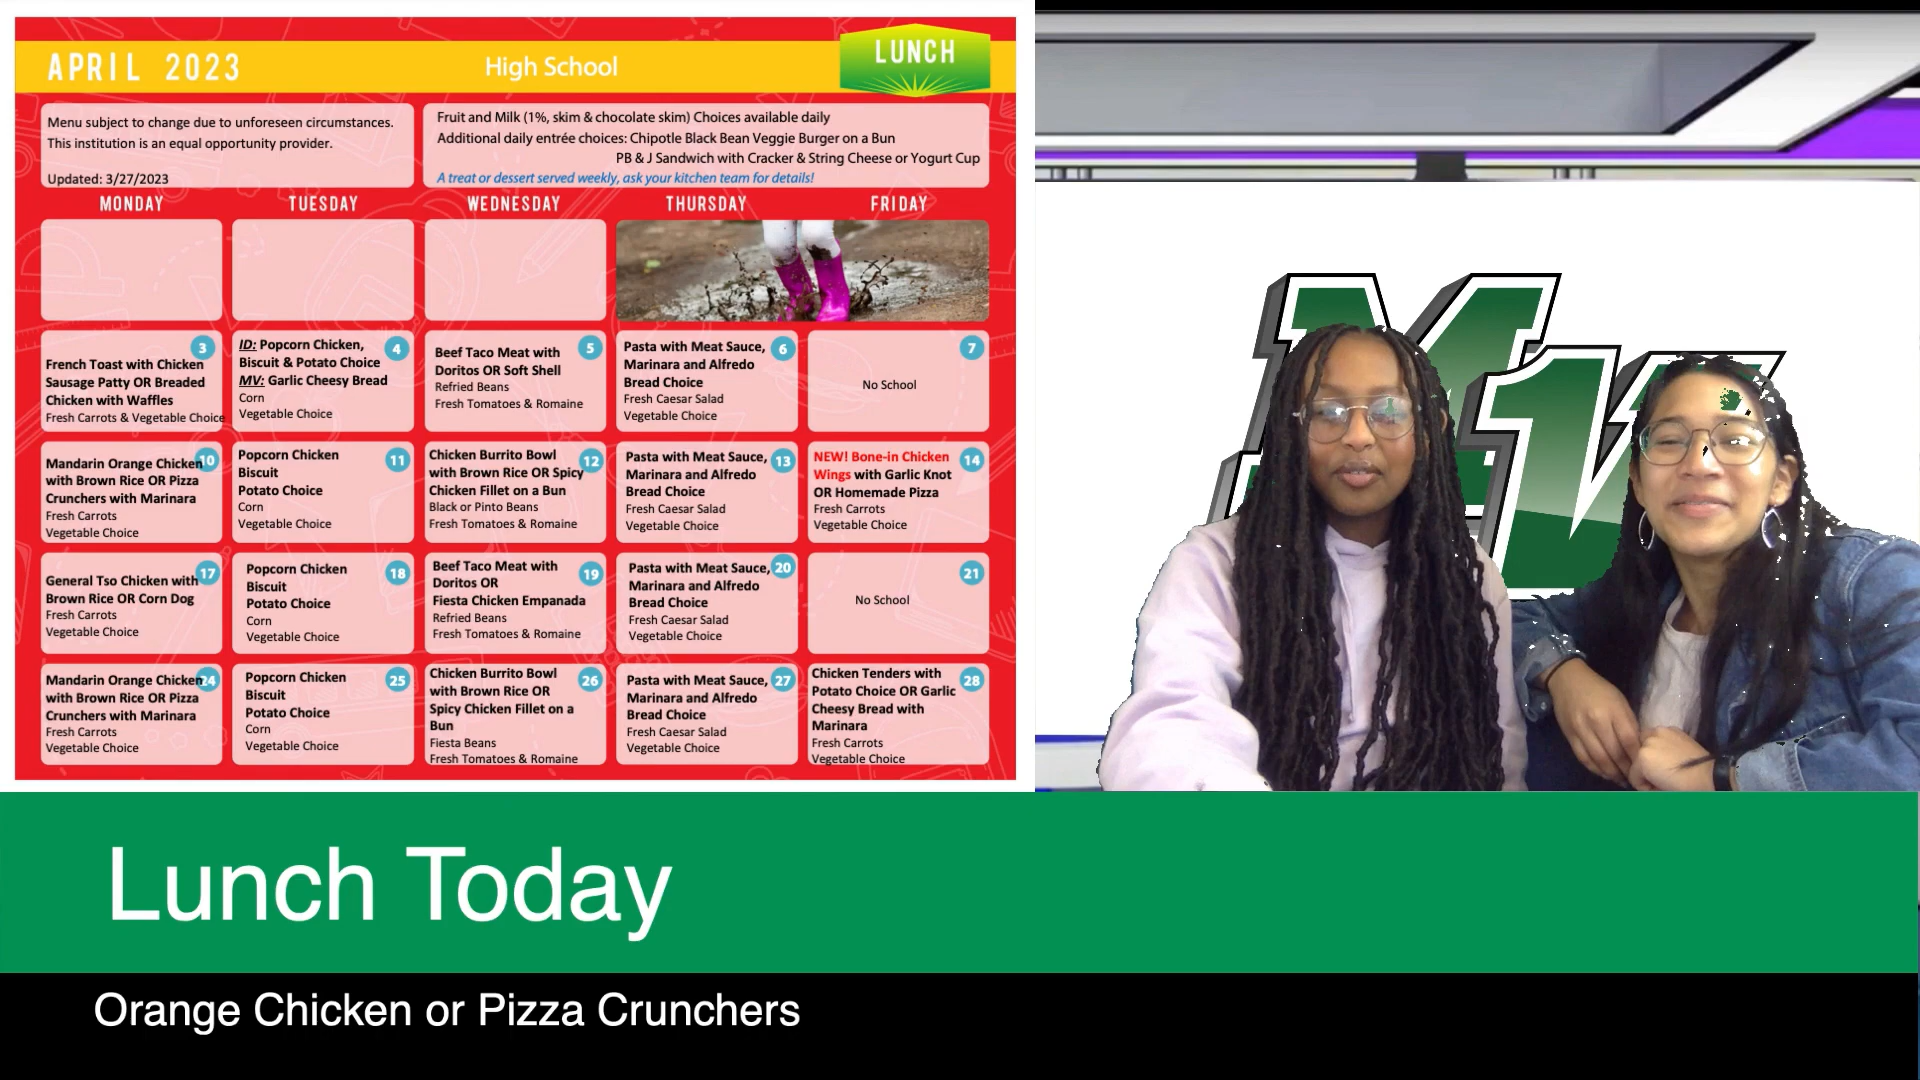 APRIL 2023
High School
LUNCH
Menu subject to change due to unforeseen circumstances.
This institution is an equal opportunity provider.
Updated: 3/27/2023
Fruit and Milk (1%, skim & chocolate skim) Choices available daily
Additional daily entrée choices: Chipotle Black Bean Veggie Burger on a Bun
PB & J Sandwich with Cracker & String Cheese or Yogurt Cup
A treat or dessert served weekly, ask your kitchen team for details!
MONDAY
TUESDAY
WEDNESDAY
THURSDAY
FRIDAY
3
French Toast with Chicken
Sausage Patty OR Breaded
Chicken with Waffles
Fresh Carrots & Vegetable Choice
4
ID: Popcorn Chicken,
Biscuit & Potato Choice
MV: Garlic Cheesy Bread
Corn
Vegetable Choice
5
Beef Taco Meat with
Doritos OR Soft Shell
Refried Beans
Fresh Tomatoes & Romaine
6
Pasta with Meat Sauce,
Marinara and Alfredo
Bread Choice
Fresh Caesar Salad
Vegetable Choice
7
No School
10
Mandarin Orange Chicken
with Brown Rice OR Pizza
Crunchers with Marinara
Fresh Carrots
Vegetable Choice
11
Popcorn Chicken
Biscuit
Potato Choice
Corn
Vegetable Choice
12
Chicken Burrito Bowl
with Brown Rice OR Spicy
Chicken Fillet on a Bun
Black or Pinto Beans
Fresh Tomatoes & Romaine
13
Pasta with Meat Sauce,
Marinara and Alfredo
Bread Choice
Fresh Caesar Salad
Vegetable Choice
14
NEW! Bone-in Chicken
Wings with Garlic Knot
OR Homemade Pizza
Fresh Carrots
Vegetable Choice
17
General Tso Chicken with
Brown Rice OR Corn Dog
Fresh Carrots
Vegetable Choice
18
Popcorn Chicken
Biscuit
Potato Choice
Corn
Vegetable Choice
19
Beef Taco Meat with
Doritos OR
Fiesta Chicken Empanada
Refried Beans
Fresh Tomatoes & Romaine
20
Pasta with Meat Sauce,
Marinara and Alfredo
Bread Choice
Fresh Caesar Salad
Vegetable Choice
21
No School
24
Mandarin Orange Chicken
with Brown Rice OR Pizza
Crunchers with Marinara
Fresh Carrots
Vegetable Choice
25
Popcorn Chicken
Biscuit
Potato Choice
Corn
Vegetable Choice
26
Chicken Burrito Bowl
with Brown Rice OR
Spicy Chicken Fillet on a
Bun
Fiesta Beans
Fresh Tomatoes & Romaine
27
Pasta with Meat Sauce,
Marinara and Alfredo
Bread Choice
Fresh Caesar Salad
Vegetable Choice
28
Chicken Tenders with
Potato Choice OR Garlic
Cheesy Bread with
Marinara
Fresh Carrots
Vegetable Choice
Lunch Today
Orange Chicken or Pizza Crunchers